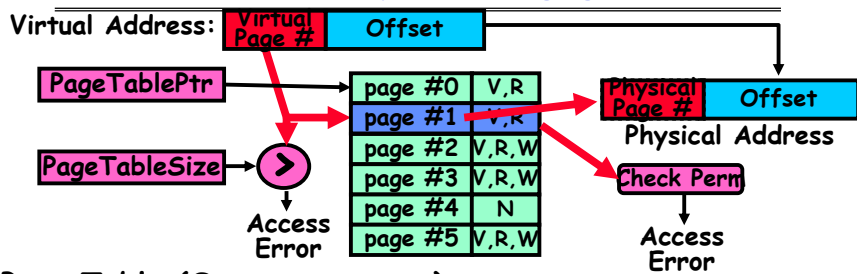 Virtual Address:
Virtual
Page #
Offset
PageTablePtr
page #0 V,R
page #1 V,R
page #2 V,R,W
page #3 V,R,W
page #4 N
page #5 V,R,W
PageTableSize
>
Access
Error
Physical
Page #
Offset
Physical Address
Check Perm
Access
Error